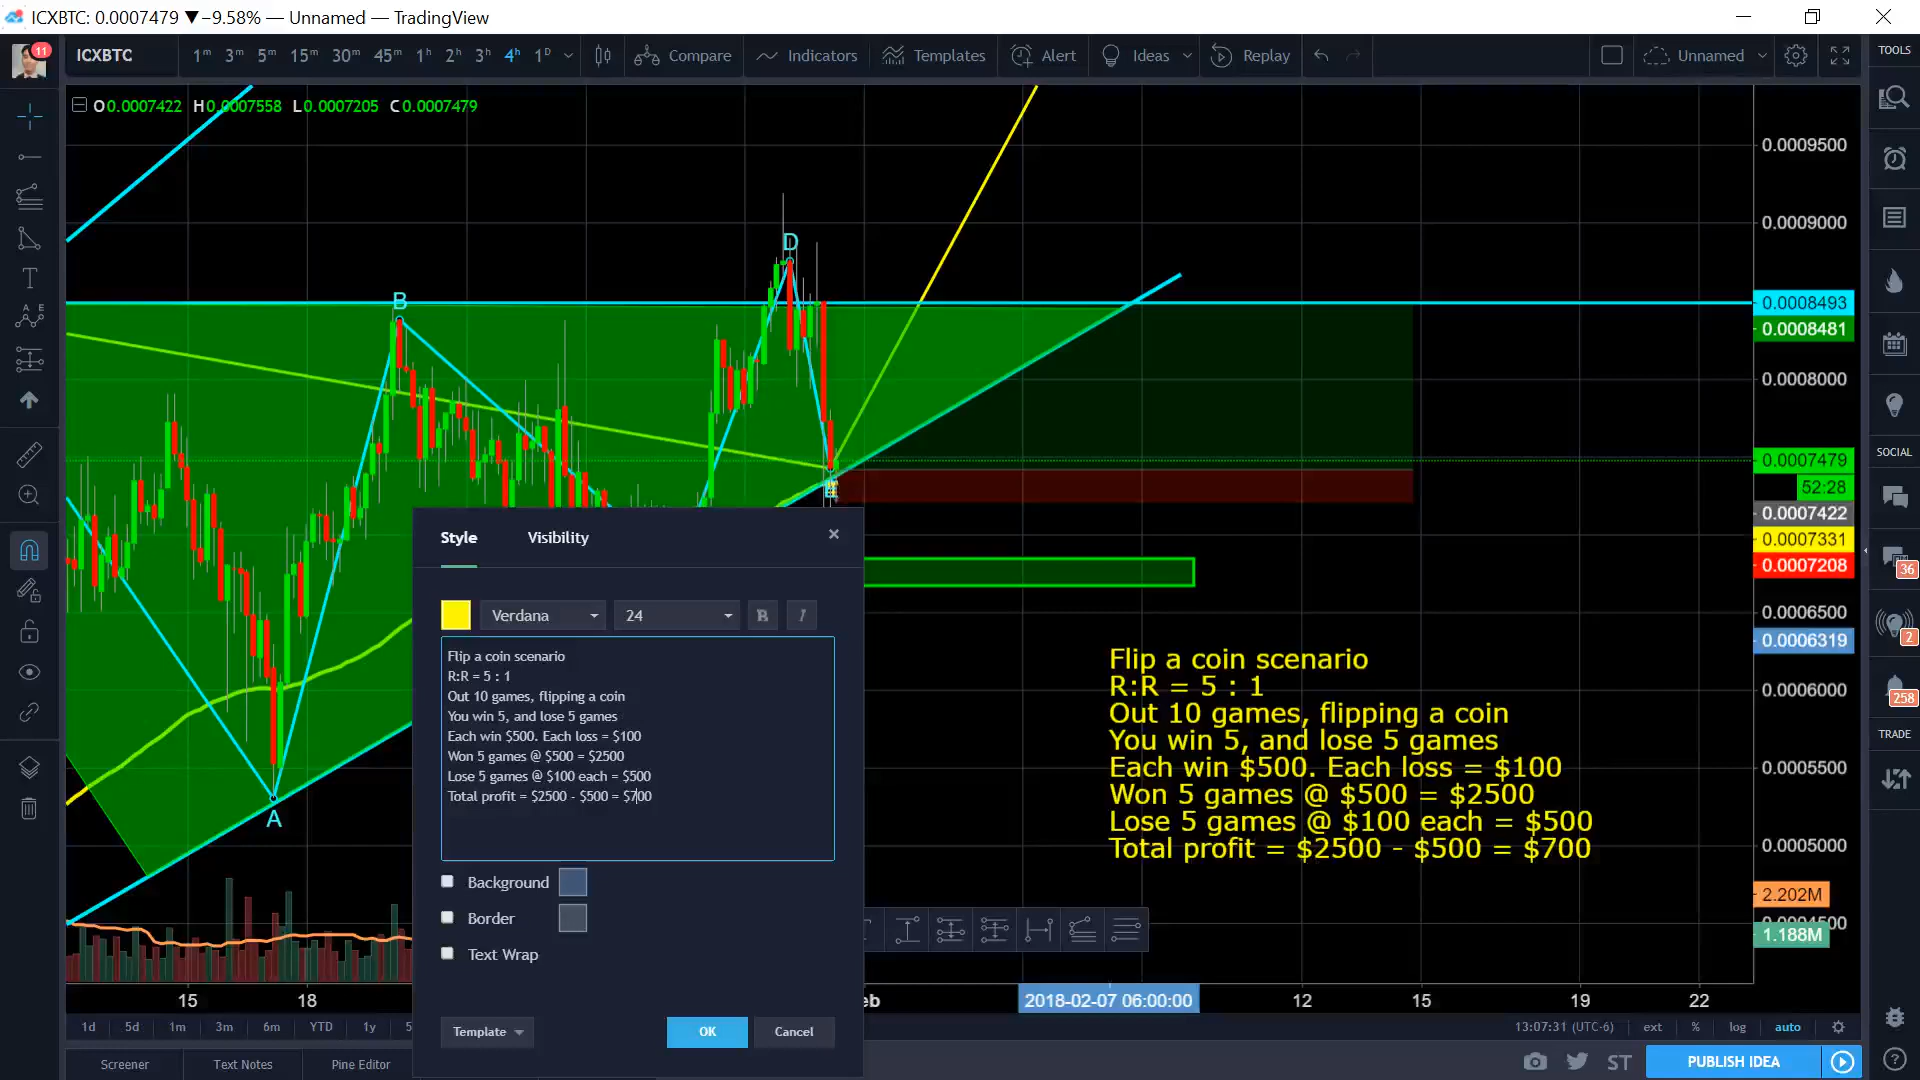 ICXBTC: 0.0007479 ▼−9.58% — Unnamed — TradingView
11
ICXBTC 1m 3m 5m 15m 30m 45m 1h 2h 3h 4h 1D Compare Indicators Templates Alert Ideas Replay Unnamed
TOOLS
O0.0007422 H0.0007558 L0.0007205 C0.0007479
0.0009500
0.0009000
0.0008493
0.0008481
0.0008000
0.0007479
52:28
0.0007422
0.0007331
0.0007208
0.0006500
0.0006319
0.0006000
0.0005500
0.0005000
2.202M
1.188M
B
D
A
SOCIAL
36
2
258
TRADE
Style Visibility
Verdana 24 B I
Flip a coin scenario
R:R = 5 : 1
Out 10 games, flipping a coin
You win 5, and lose 5 games
Each win $500. Each loss = $100
Won 5 games @ $500 = $2500
Lose 5 games @ $100 each = $500
Total profit = $2500 - $500 = $700
Background
Border
Text Wrap
Template OK Cancel
Flip a coin scenario
R:R = 5 : 1
Out 10 games, flipping a coin
You win 5, and lose 5 games
Each win $500. Each loss = $100
Won 5 games @ $500 = $2500
Lose 5 games @ $100 each = $500
Total profit = $2500 - $500 = $700
15 18 eb 2018-02-07 06:00:00 12 15 19 22
1d 5d 1m 3m 6m YTD 1y 5 13:07:31 (UTC-6) ext % log auto
Screener Text Notes Pine Editor ST PUBLISH IDEA